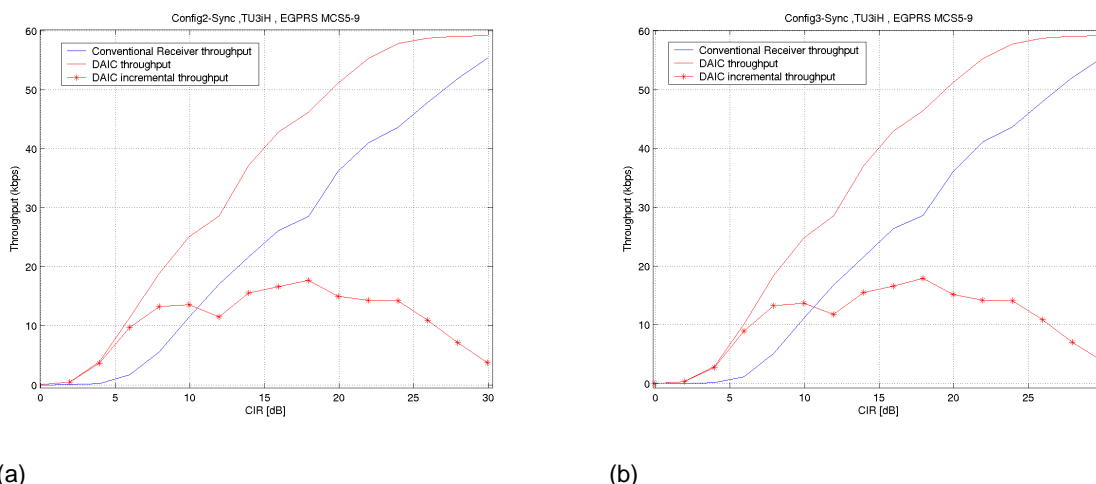 Config2-Sync ,TU3iH , EGPRS MCS5-9
60
50
40
30
20
10
0
Throughput (kbps)
Conventional Receiver throughput
DAIC throughput
DAIC incremental throughput
0 5 10 15 20 25 30
CIR [dB]
(a)
Config3-Sync ,TU3iH , EGPRS MCS5-9
60
50
40
30
20
10
0
Throughput (kbps)
Conventional Receiver throughput
DAIC throughput
DAIC incremental throughput
0 5 10 15 20 25
CIR [dB]
(b)